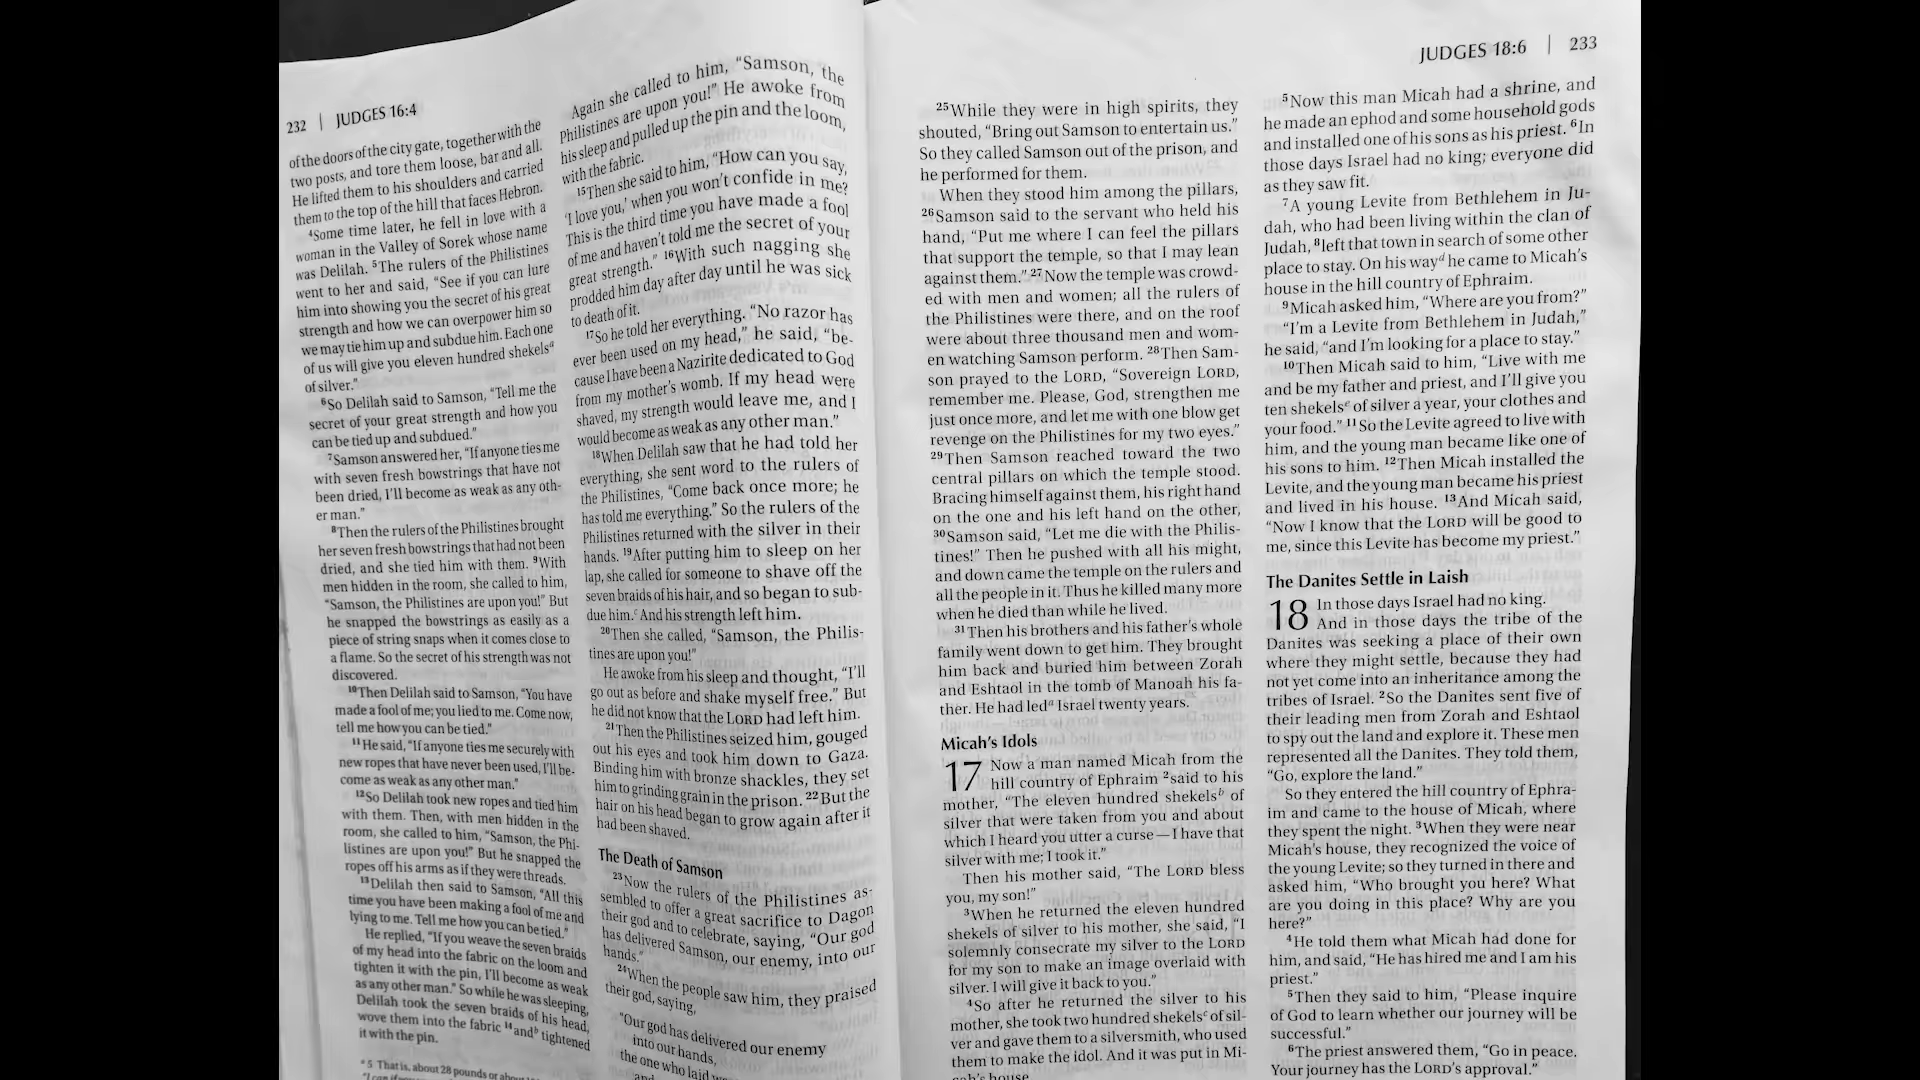 232 | JUDGES 16:4
of the doors of the city gate, together with the
two posts, and tore them loose, bar and all.
He lifted them to his shoulders and carried
them to the top of the hill that faces Hebron.
⁴Some time later, he fell in love with a
woman in the Valley of Sorek whose name
was Delilah. ⁵The rulers of the Philistines
went to her and said, “See if you can lure
him into showing you the secret of his great
strength and how we can overpower him so
we may tie him up and subdue him. Each one
of us will give you eleven hundred shekelsᵃ
of silver.”
⁶So Delilah said to Samson, “Tell me the
secret of your great strength and how you
can be tied up and subdued.”
⁷Samson answered her, “If anyone ties me
with seven fresh bowstrings that have not
been dried, I’ll become as weak as any oth-
er man.”
⁸Then the rulers of the Philistines brought
her seven fresh bowstrings that had not been
dried, and she tied him with them. ⁹With
men hidden in the room, she called to him,
“Samson, the Philistines are upon you!” But
he snapped the bowstrings as easily as a
piece of string snaps when it comes close to
a flame. So the secret of his strength was not
discovered.
¹⁰Then Delilah said to Samson, “You have
made a fool of me; you lied to me. Come now,
tell me how you can be tied.”
¹¹He said, “If anyone ties me securely with
new ropes that have never been used, I’ll be-
come as weak as any other man.”
¹²So Delilah took new ropes and tied him
with them. Then, with men hidden in the
room, she called to him, “Samson, the Phi-
listines are upon you!” But he snapped the
ropes off his arms as if they were threads.
¹³Delilah then said to Samson, “All this
time you have been making a fool of me and
lying to me. Tell me how you can be tied.”
He replied, “If you weave the seven braids
of my head into the fabric on the loom and
tighten it with the pin, I’ll become as weak
as any other man.” So while he was sleeping,
Delilah took the seven braids of his head,
wove them into the fabric ¹⁴andᵇ tightened
it with the pin.
ᵃ 5 That is, about 28 pounds or about
Again she called to him, “Samson, the
Philistines are upon you!” He awoke from
his sleep and pulled up the pin and the loom,
with the fabric.
¹⁵Then she said to him, “How can you say,
‘I love you,’ when you won’t confide in me?
This is the third time you have made a fool
of me and haven’t told me the secret of your
great strength.” ¹⁶With such nagging she
prodded him day after day until he was sick
to death of it.
¹⁷So he told her everything. “No razor has
ever been used on my head,” he said, “be-
cause I have been a Nazirite dedicated to God
from my mother’s womb. If my head were
shaved, my strength would leave me, and I
would become as weak as any other man.”
¹⁸When Delilah saw that he had told her
everything, she sent word to the rulers of
the Philistines, “Come back once more; he
has told me everything.” So the rulers of the
Philistines returned with the silver in their
hands. ¹⁹After putting him to sleep on her
lap, she called for someone to shave off the
seven braids of his hair, and so began to sub-
due him.ᶜ And his strength left him.
²⁰Then she called, “Samson, the Philis-
tines are upon you!”
He awoke from his sleep and thought, “I’ll
go out as before and shake myself free.” But
he did not know that the LORD had left him.
²¹Then the Philistines seized him, gouged
out his eyes and took him down to Gaza.
Binding him with bronze shackles, they set
him to grinding grain in the prison. ²²But the
hair on his head began to grow again after it
had been shaved.
The Death of Samson
²³Now the rulers of the Philistines as-
sembled to offer a great sacrifice to Dagon
their god and to celebrate, saying, “Our god
has delivered Samson, our enemy, into our
hands.”
²⁴When the people saw him, they praised
their god, saying,
“Our god has delivered our enemy
into our hands,
the one who laid
and
JUDGES 18:6 | 233
²⁵While they were in high spirits, they
shouted, “Bring out Samson to entertain us.”
So they called Samson out of the prison, and
he performed for them.
When they stood him among the pillars,
²⁶Samson said to the servant who held his
hand, “Put me where I can feel the pillars
that support the temple, so that I may lean
against them.” ²⁷Now the temple was crowd-
ed with men and women; all the rulers of
the Philistines were there, and on the roof
were about three thousand men and wom-
en watching Samson perform. ²⁸Then Sam-
son prayed to the LORD, “Sovereign LORD,
remember me. Please, God, strengthen me
just once more, and let me with one blow get
revenge on the Philistines for my two eyes.”
²⁹Then Samson reached toward the two
central pillars on which the temple stood.
Bracing himself against them, his right hand
on the one and his left hand on the other,
³⁰Samson said, “Let me die with the Philis-
tines!” Then he pushed with all his might,
and down came the temple on the rulers and
all the people in it. Thus he killed many more
when he died than while he lived.
³¹Then his brothers and his father’s whole
family went down to get him. They brought
him back and buried him between Zorah
and Eshtaol in the tomb of Manoah his fa-
ther. He had ledᵃ Israel twenty years.
Micah’s Idols
17 Now a man named Micah from the
hill country of Ephraim ²said to his
mother, “The eleven hundred shekelsᵇ of
silver that were taken from you and about
which I heard you utter a curse — I have that
silver with me; I took it.”
Then his mother said, “The LORD bless
you, my son!”
³When he returned the eleven hundred
shekels of silver to his mother, she said, “I
solemnly consecrate my silver to the LORD
for my son to make an image overlaid with
silver. I will give it back to you.”
⁴So after he returned the silver to his
mother, she took two hundred shekelsᶜ of sil-
ver and gave them to a silversmith, who used
them to make the idol. And it was put in Mi-
cah’s house.
⁵Now this man Micah had a shrine, and
he made an ephod and some household gods
and installed one of his sons as his priest. ⁶In
those days Israel had no king; everyone did
as they saw fit.
⁷A young Levite from Bethlehem in Ju-
dah, who had been living within the clan of
Judah, ⁸left that town in search of some other
place to stay. On his wayᵈ he came to Micah’s
house in the hill country of Ephraim.
⁹Micah asked him, “Where are you from?”
“I’m a Levite from Bethlehem in Judah,”
he said, “and I’m looking for a place to stay.”
¹⁰Then Micah said to him, “Live with me
and be my father and priest, and I’ll give you
ten shekelsᵉ of silver a year, your clothes and
your food.” ¹¹So the Levite agreed to live with
him, and the young man became like one of
his sons to him. ¹²Then Micah installed the
Levite, and the young man became his priest
and lived in his house. ¹³And Micah said,
“Now I know that the LORD will be good to
me, since this Levite has become my priest.”
The Danites Settle in Laish
18 In those days Israel had no king.
And in those days the tribe of the
Danites was seeking a place of their own
where they might settle, because they had
not yet come into an inheritance among the
tribes of Israel. ²So the Danites sent five of
their leading men from Zorah and Eshtaol
to spy out the land and explore it. These men
represented all the Danites. They told them,
“Go, explore the land.”
So they entered the hill country of Ephra-
im and came to the house of Micah, where
they spent the night. ³When they were near
Micah’s house, they recognized the voice of
the young Levite; so they turned in there and
asked him, “Who brought you here? What
are you doing in this place? Why are you
here?”
⁴He told them what Micah had done for
him, and said, “He has hired me and I am his
priest.”
⁵Then they said to him, “Please inquire
of God to learn whether our journey will be
successful.”
⁶The priest answered them, “Go in peace.
Your journey has the LORD’s approval.”